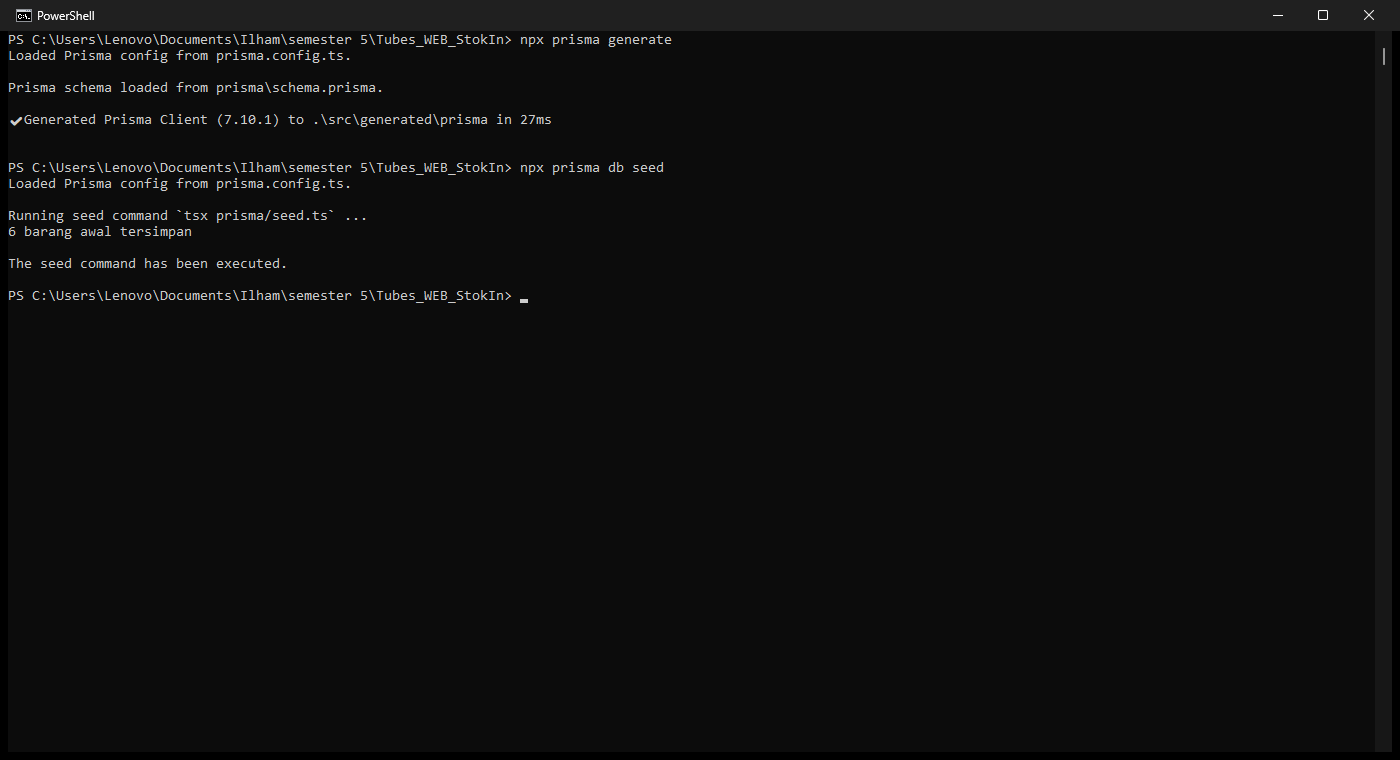 PowerShell
PS C:\Users\Lenovo\Documents\Ilham\semester 5\Tubes_WEB_StokIn> npx prisma generate
Loaded Prisma config from prisma.config.ts.
Prisma schema loaded from prisma\schema.prisma.
✔Generated Prisma Client (7.10.1) to .\src\generated\prisma in 27ms
PS C:\Users\Lenovo\Documents\Ilham\semester 5\Tubes_WEB_StokIn> npx prisma db seed
Loaded Prisma config from prisma.config.ts.
Running seed command `tsx prisma/seed.ts` ...
6 barang awal tersimpan
The seed command has been executed.
PS C:\Users\Lenovo\Documents\Ilham\semester 5\Tubes_WEB_StokIn>